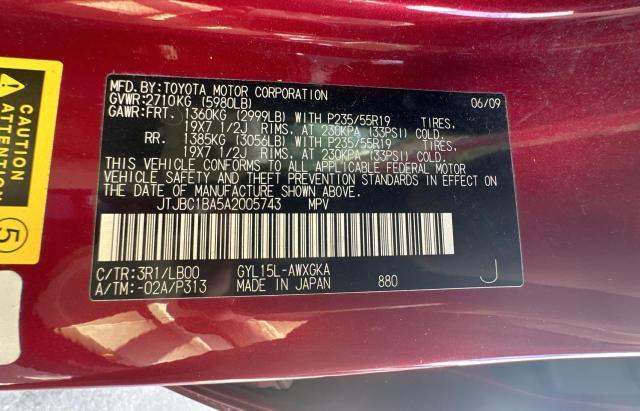 MFD.BY:TOYOTA MOTOR CORPORATION 06/09
GVWR:2710KG (5980LB)
GAWR:FRT. 1360KG (2999LB) WITH P235/55R19 TIRES.
19X7 1/2J RIMS. AT 230KPA (33PSI) COLD.
RR. 1385KG (3056LB) WITH P235/55R19 TIRES.
19X7 1/2J RIMS. AT 230KPA (33PSI) COLD.
THIS VEHICLE CONFORMS TO ALL APPLICABLE FEDERAL MOTOR
VEHICLE SAFETY AND THEFT PREVENTION STANDARDS IN EFFECT ON
THE DATE OF MANUFACTURE SHOWN ABOVE.
JTJBC1BA5A2005743 MPV
C/TR:3R1/LB00 GYL15L-AWXGKA J
A/TM:-02A/P313 MADE IN JAPAN 880
5